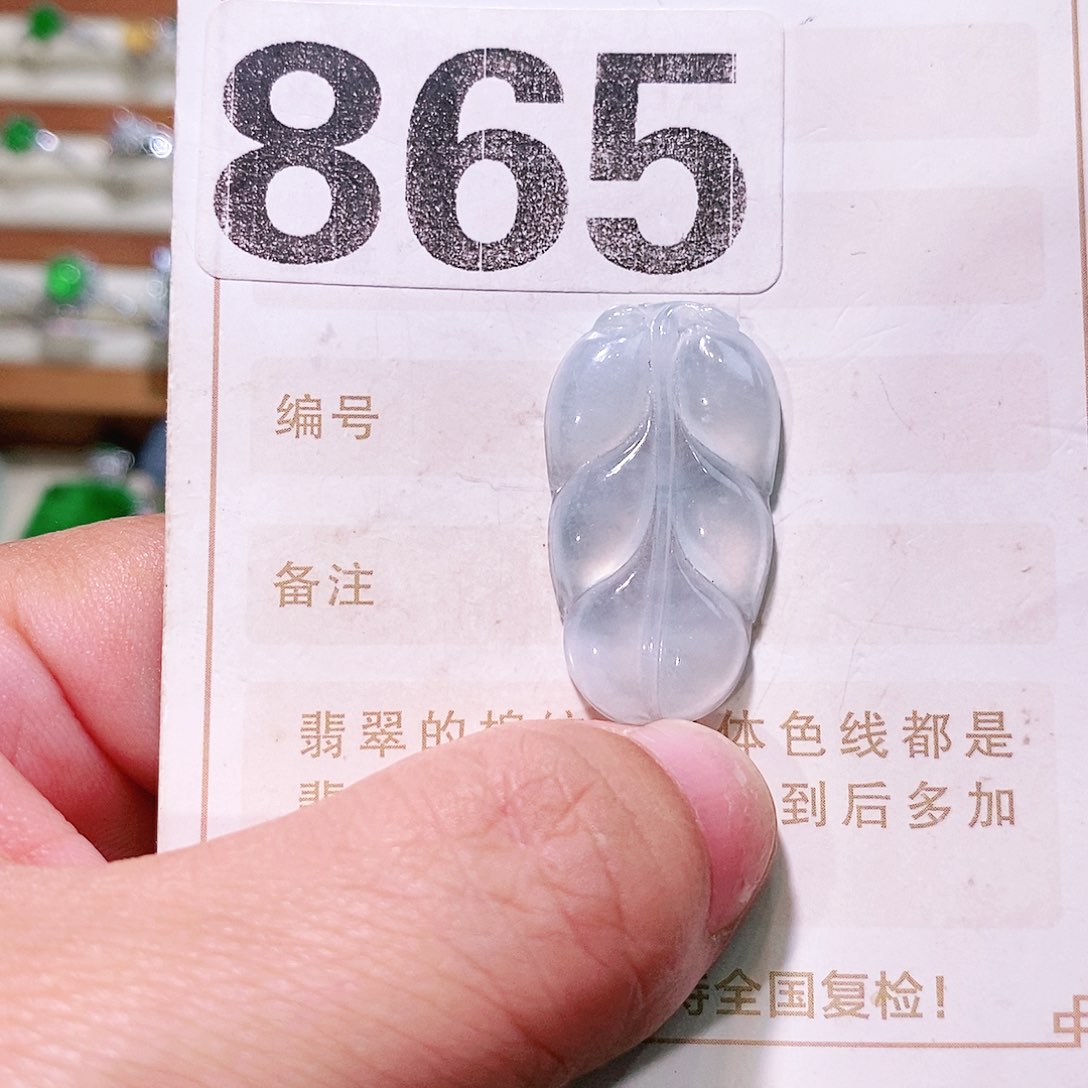 865
编号
备注
翡翠的 体色线都是
到后多加
全国复检！